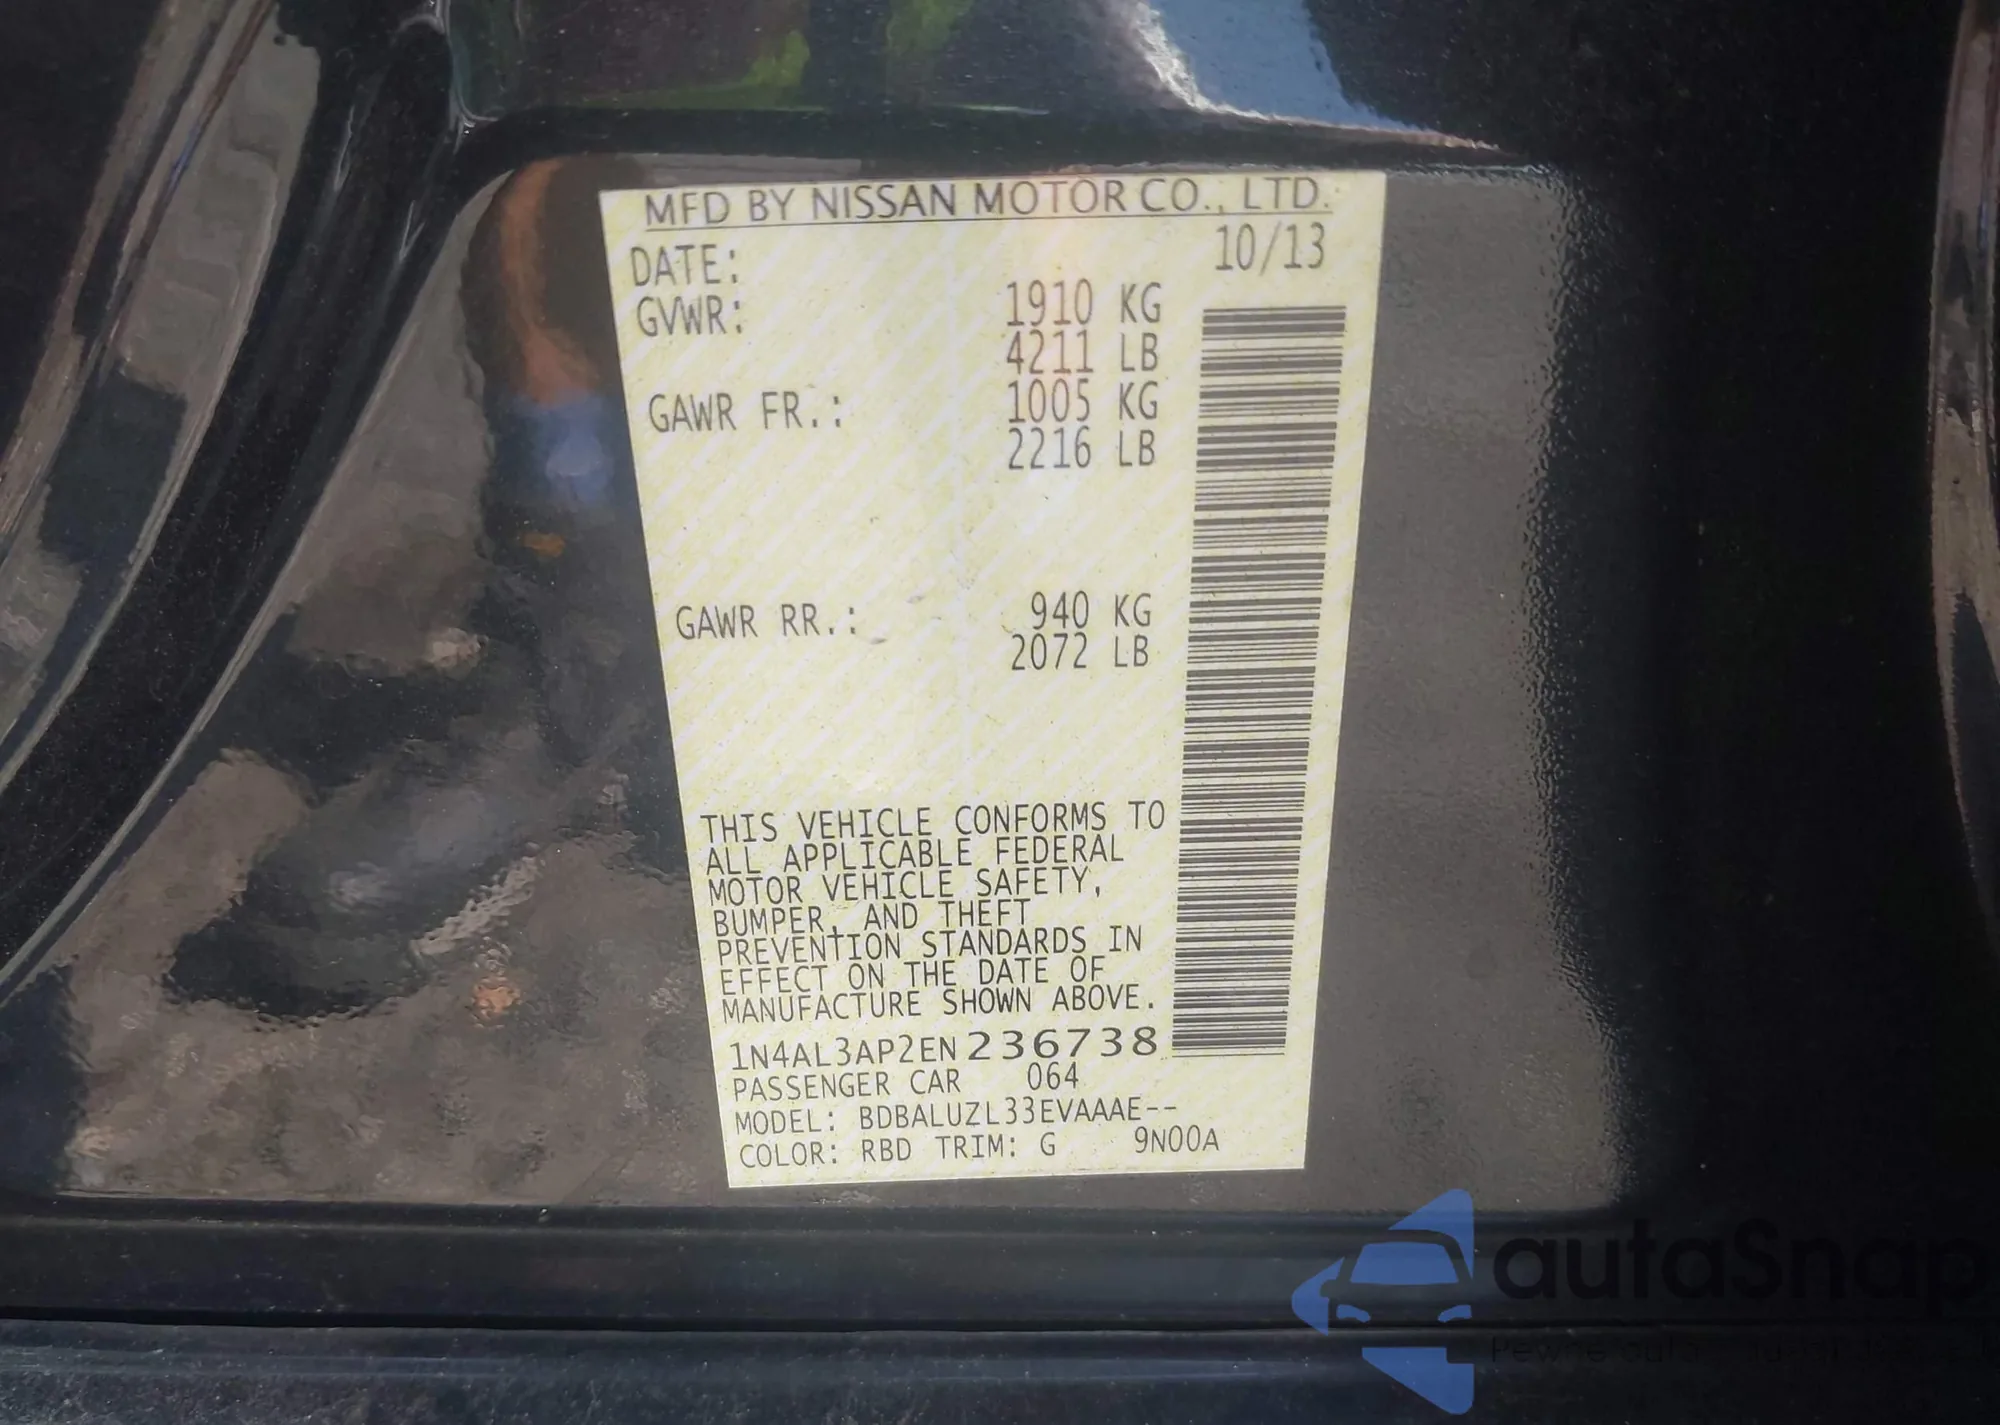 MFD BY NISSAN MOTOR CO., LTD.
DATE: 10/13
GVWR: 1910 KG
4211 LB
GAWR FR.: 1005 KG
2216 LB
GAWR RR.: 940 KG
2072 LB
THIS VEHICLE CONFORMS TO
ALL APPLICABLE FEDERAL
MOTOR VEHICLE SAFETY,
BUMPER, AND THEFT
PREVENTION STANDARDS IN
EFFECT ON THE DATE OF
MANUFACTURE SHOWN ABOVE.
1N4AL3AP2EN236738
PASSENGER CAR 064
MODEL: BDBALUZL33EVAAAE--
COLOR: RBD TRIM: G 9N00A
autaSnap
Pewne auta